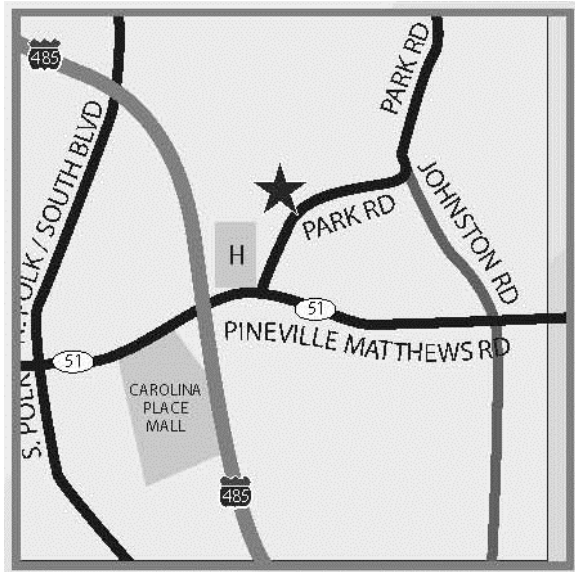 485
PARK RD
S. POLK / N. POLK / SOUTH BLVD
JOHNSTON RD
PARK RD
H
51
PINEVILLE MATTHEWS RD
51
CAROLINA
PLACE
MALL
485